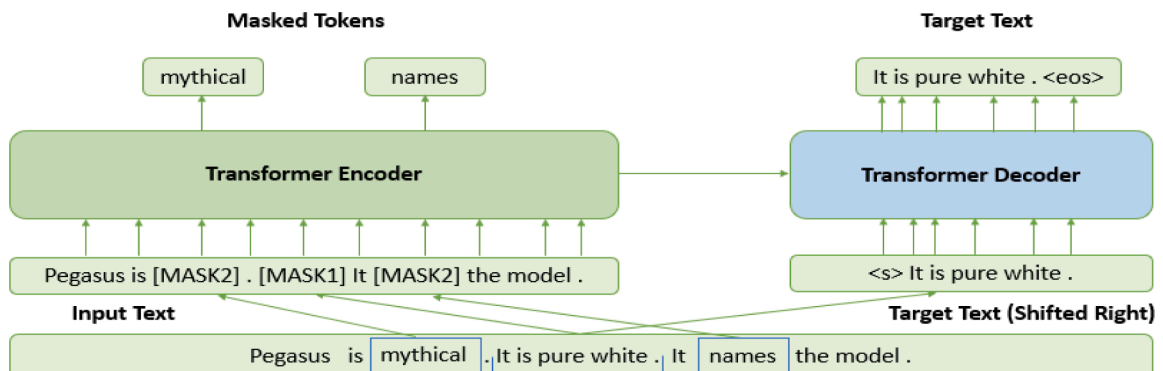 Masked Tokens
Target Text
mythical
names
It is pure white . <eos>
Transformer Encoder
Transformer Decoder
Pegasus is [MASK2] . [MASK1] It [MASK2] the model .
<s> It is pure white .
Input Text
Target Text (Shifted Right)
Pegasus is mythical . It is pure white . It names the model .